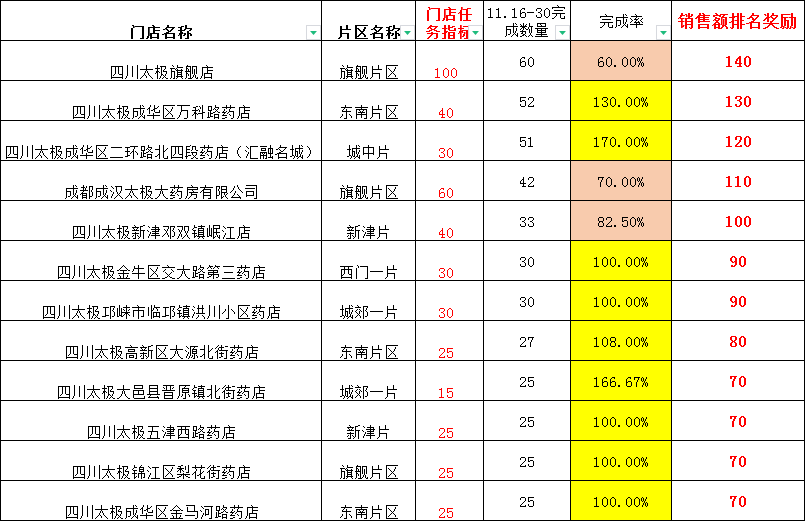 门店名称 片区名称 门店任务指标 11.16-30完成数量 完成率 销售额排名奖励
四川太极旗舰店 旗舰片区 100 60 60.00% 140
四川太极成华区万科路药店 东南片区 40 52 130.00% 130
四川太极成华区二环路北四段药店（汇融名城） 城中片 30 51 170.00% 120
成都成汉太极大药房有限公司 旗舰片区 60 42 70.00% 110
四川太极新津邓双镇岷江店 新津片 40 33 82.50% 100
四川太极金牛区交大路第三药店 西门一片 30 30 100.00% 90
四川太极邛崃市临邛镇洪川小区药店 城郊一片 30 30 100.00% 90
四川太极高新区大源北街药店 东南片区 25 27 108.00% 80
四川太极大邑县晋原镇北街药店 城郊一片 15 25 166.67% 70
四川太极五津西路药店 新津片 25 25 100.00% 70
四川太极锦江区梨花街药店 旗舰片区 25 25 100.00% 70
四川太极成华区金马河路药店 东南片区 25 25 100.00% 70